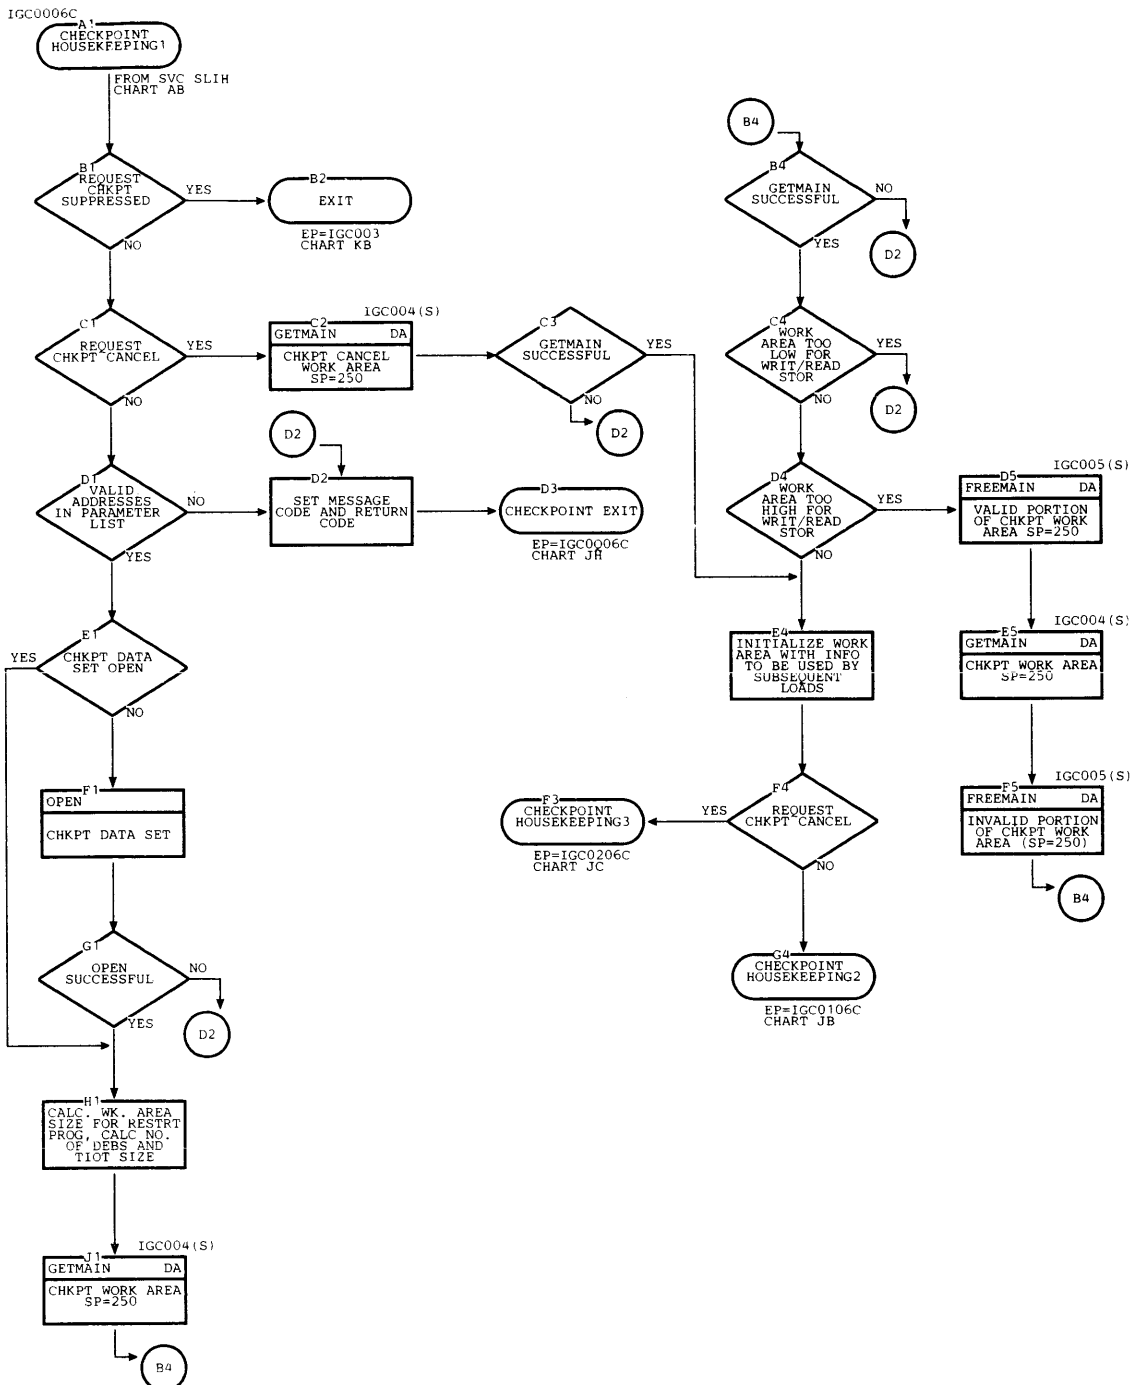 IGC0006C
A1
CHECKPOINT
HOUSEKEEPING1
FROM SVC SLIH
CHART AB
B1
REQUEST
CHKPT
SUPPRESSED
YES
NO
B2
EXIT
EP=IGC003
CHART KB
C1
REQUEST
CHKPT CANCEL
YES
NO
IGC004(S)
C2
GETMAIN DA
CHKPT CANCEL
WORK AREA
SP=250
C3
GETMAIN
SUCCESSFUL
YES
NO
D2
D1
VALID
ADDRESSES
IN PARAMETER
LIST
NO
YES
D2
D2
SET MESSAGE
CODE AND RETURN
CODE
D3
CHECKPOINT EXIT
EP=IGC0Q06C
CHART JH
E1
CHKPT DATA
SET OPEN
YES
NO
F1
OPEN
CHKPT DATA SET
G1
OPEN
SUCCESSFUL
NO
YES
D2
H1
CALC. WK. AREA
SIZE FOR RESTRT
PROG, CALC NO.
OF DEBS AND
TIOT SIZE
IGC004(S)
J1
GETMAIN DA
CHKPT WORK AREA
SP=250
B4
B4
B4
GETMAIN
SUCCESSFUL
NO
YES
D2
C4
WORK
AREA TOO
LOW FOR
WRIT/READ
STOR
YES
NO
D2
D4
WORK
AREA TOO
HIGH FOR
WRIT/READ
STOR
YES
NO
IGC005(S)
D5
FREEMAIN DA
VALID PORTION
OF CHKPT WORK
AREA SP=250
E4
INITIALIZE WORK
AREA WITH INFO
TO BE USED BY
SUBSEQUENT
LOADS
IGC004(S)
E5
GETMAIN DA
CHKPT WORK AREA
SP=250
F3
CHECKPOINT
HOUSEKEEPING3
EP=IGC0206C
CHART JC
F4
REQUEST
CHKPT CANCEL
YES
NO
IGC005(S)
F5
FREEMAIN DA
INVALID PORTION
OF CHKPT WORK
AREA (SP=250)
B4
G4
CHECKPOINT
HOUSEKEEPING2
EP=IGC0106C
CHART JB